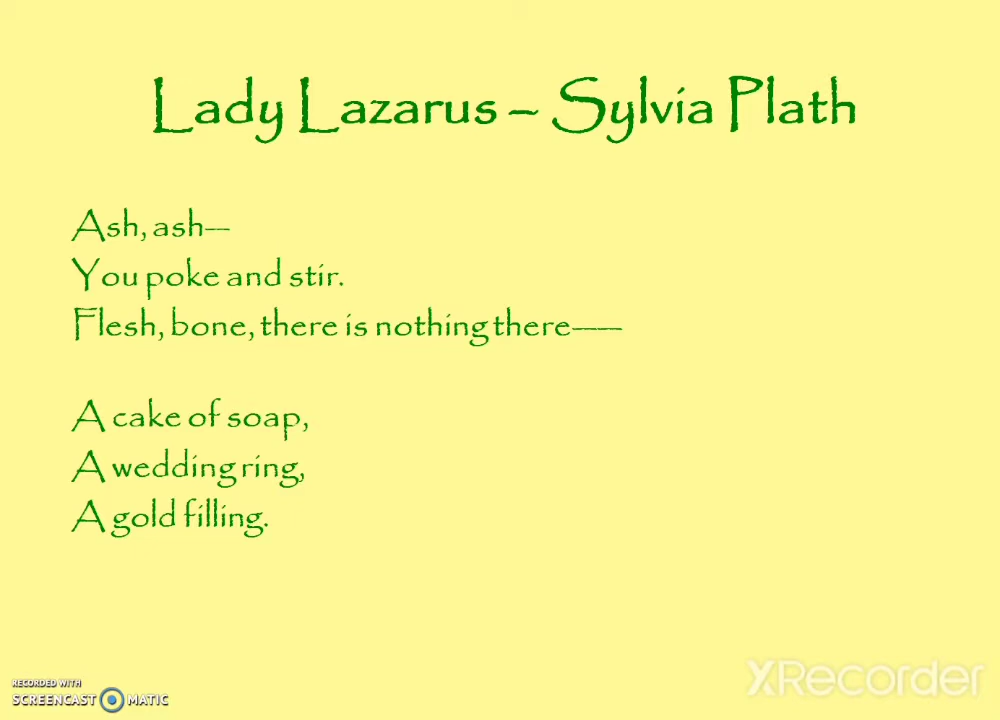 Lady Lazarus – Sylvia Plath
Ash, ash—
You poke and stir.
Flesh, bone, there is nothing there——
A cake of soap,
A wedding ring,
A gold filling.
RECORDED WITH
SCREENCAST MATIC
XRecorder